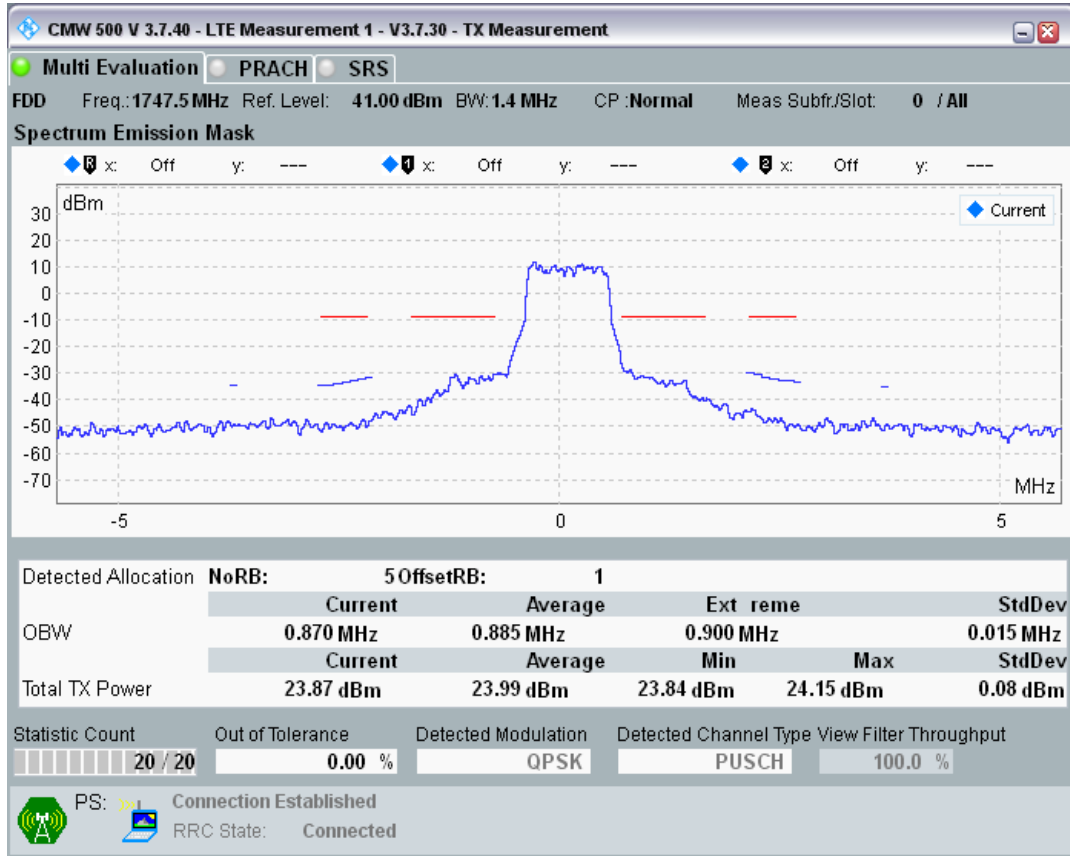 CMW 500 V 3.7.40 - LTE Measurement 1 - V3.7.30 - TX Measurement
Multi Evaluation PRACH SRS
FDD Freq.: 1747.5 MHz Ref. Level: 41.00 dBm BW: 1.4 MHz CP :Normal Meas Subfr./Slot: 0 / All
Spectrum Emission Mask
R x: Off y: --- 1 x: Off y: --- 2 x: Off y: ---
dBm
Current
30
20
10
0
-10
-20
-30
-40
-50
-60
-70
MHz
-5 0 5
Detected Allocation NoRB: 5 OffsetRB: 1
Current Average Ext reme StdDev
OBW 0.870 MHz 0.885 MHz 0.900 MHz 0.015 MHz
Current Average Min Max StdDev
Total TX Power 23.87 dBm 23.99 dBm 23.84 dBm 24.15 dBm 0.08 dBm
Statistic Count Out of Tolerance Detected Modulation Detected Channel Type View Filter Throughput
20 / 20 0.00 % QPSK PUSCH 100.0 %
PS: Connection Established
RRC State: Connected